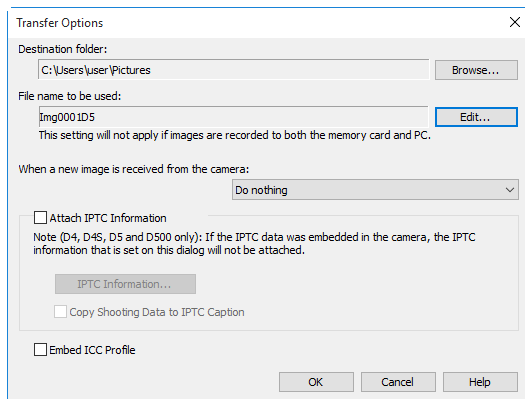 Transfer Options
Destination folder:
C:\Users\user\Pictures
Browse...
File name to be used:
Img0001D5
Edit...
This setting will not apply if images are recorded to both the memory card and PC.
When a new image is received from the camera:
Do nothing
Attach IPTC Information
Note (D4, D4S, D5 and D500 only): If the IPTC data was embedded in the camera, the IPTC
information that is set on this dialog will not be attached.
IPTC Information...
Copy Shooting Data to IPTC Caption
Embed ICC Profile
OK Cancel Help